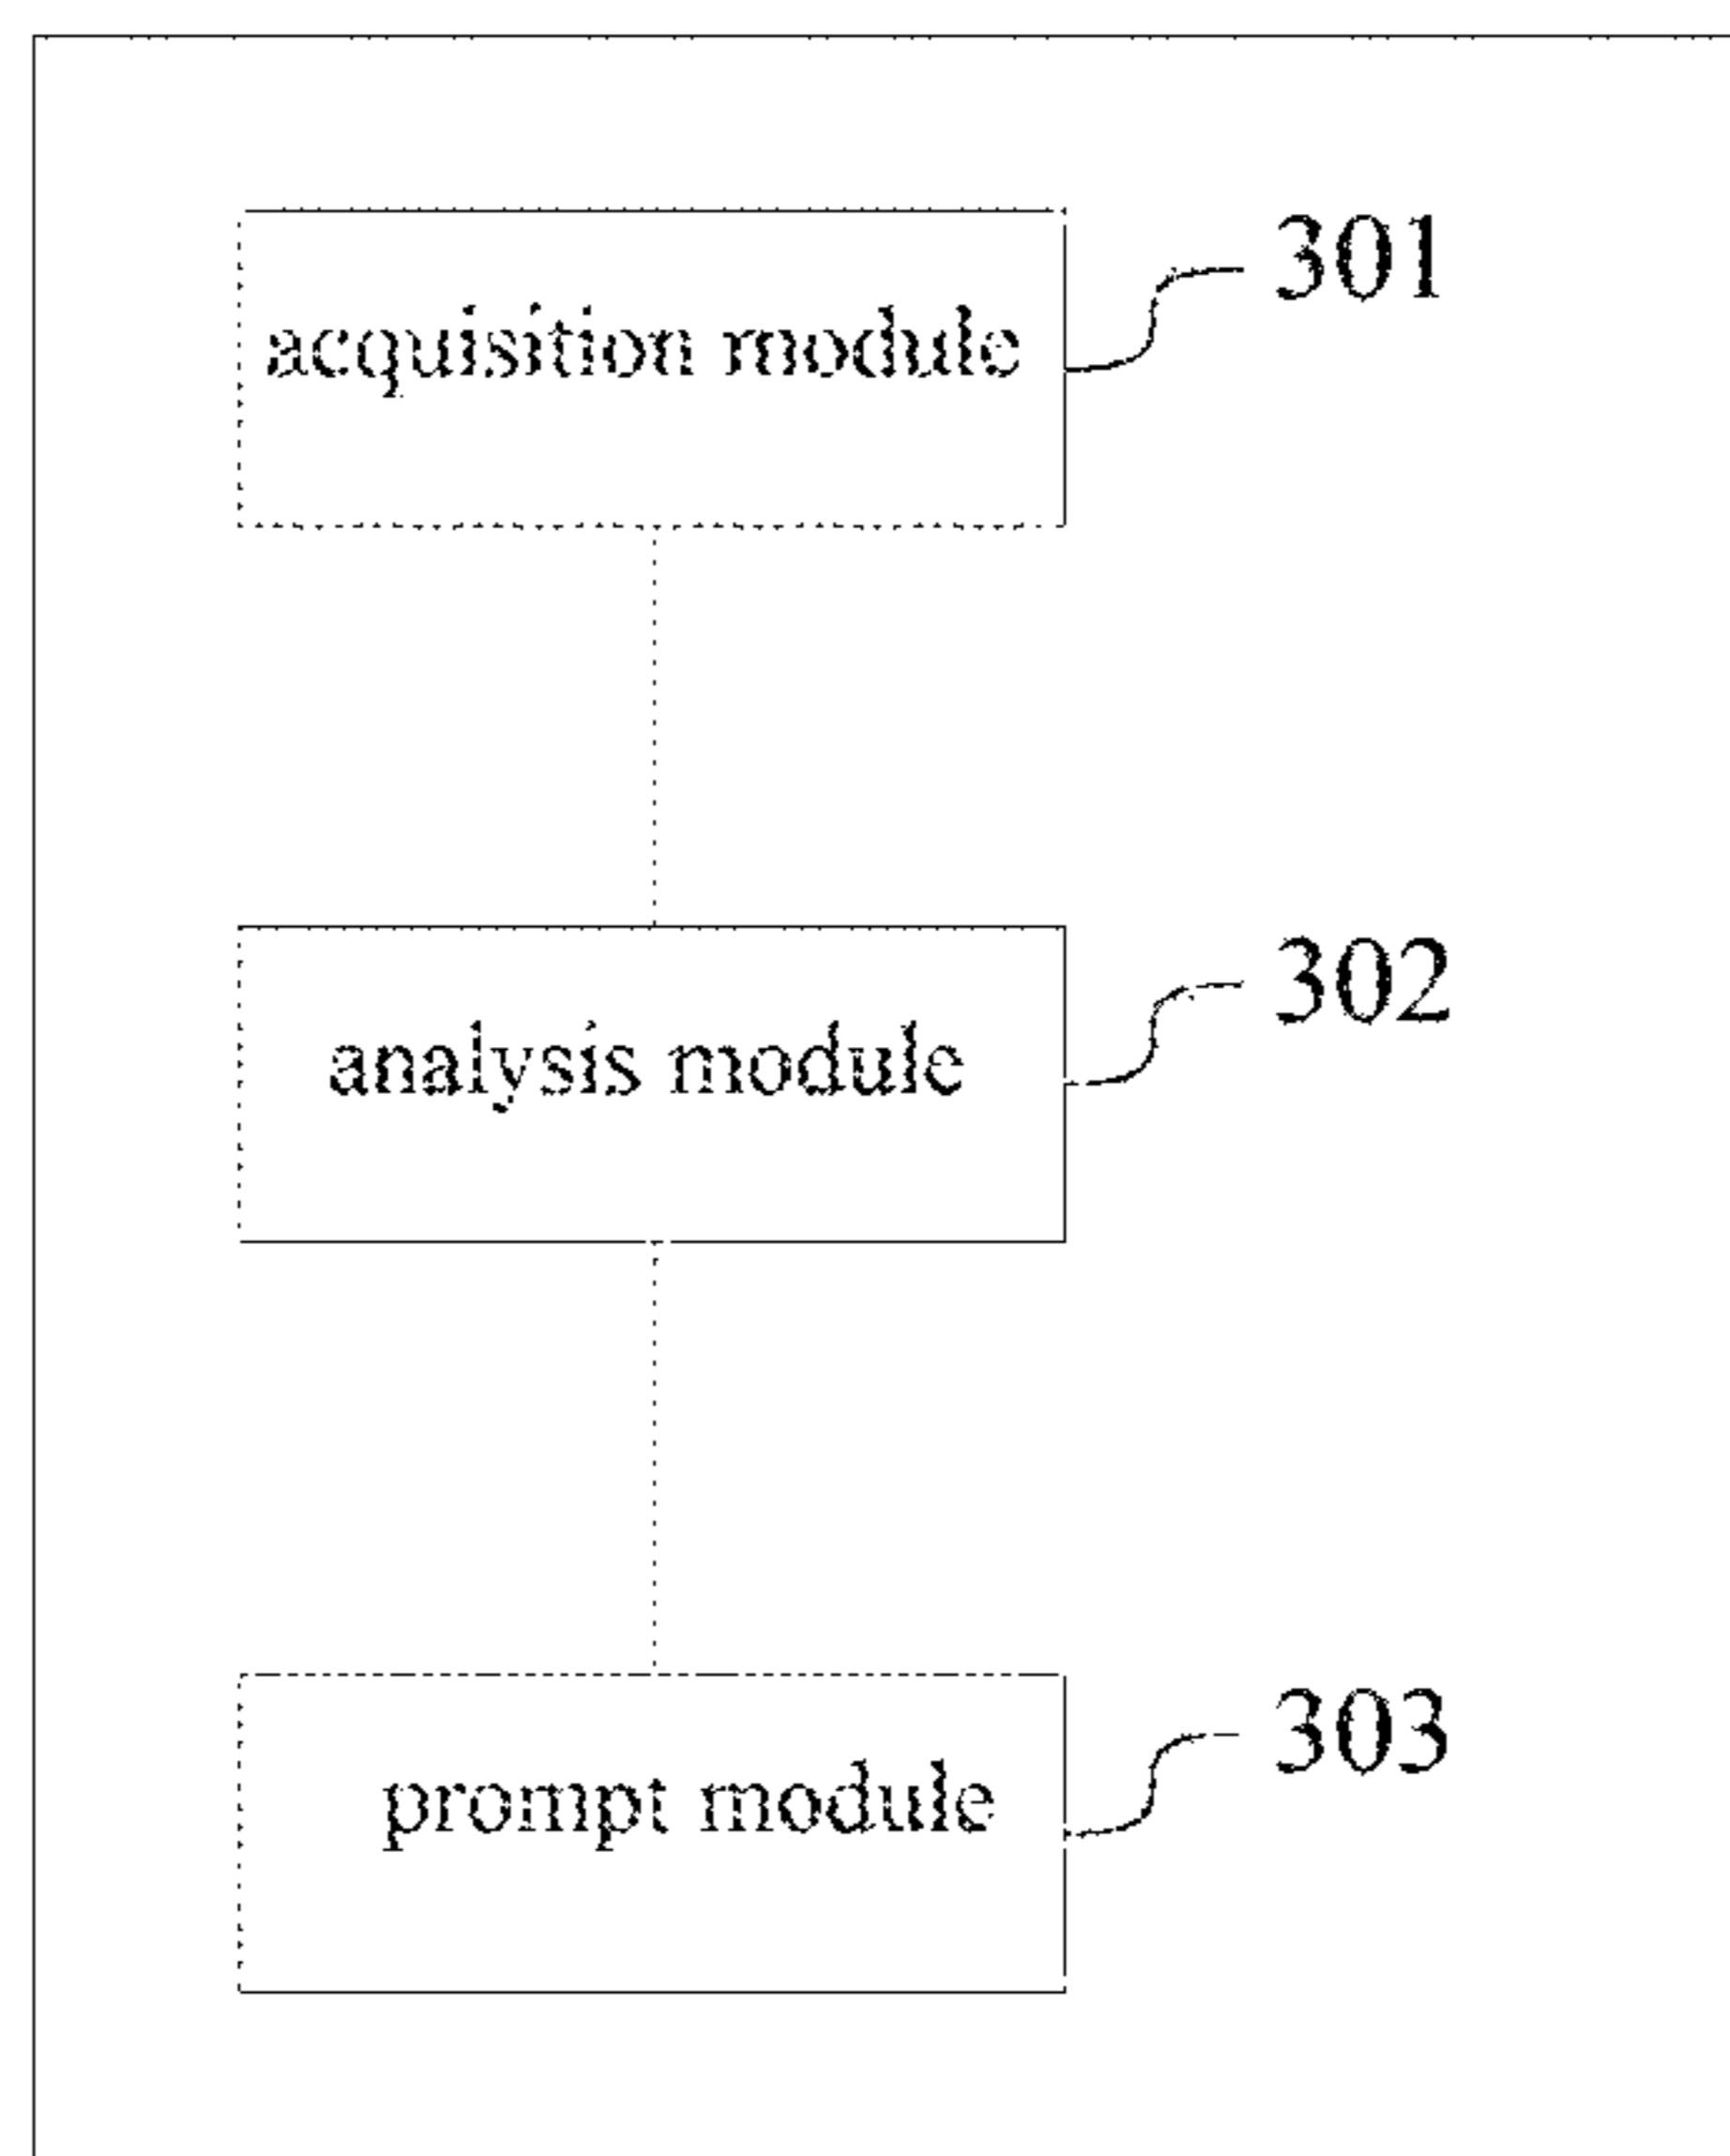 301
acquisition module
302
analysis module
303
prompt module